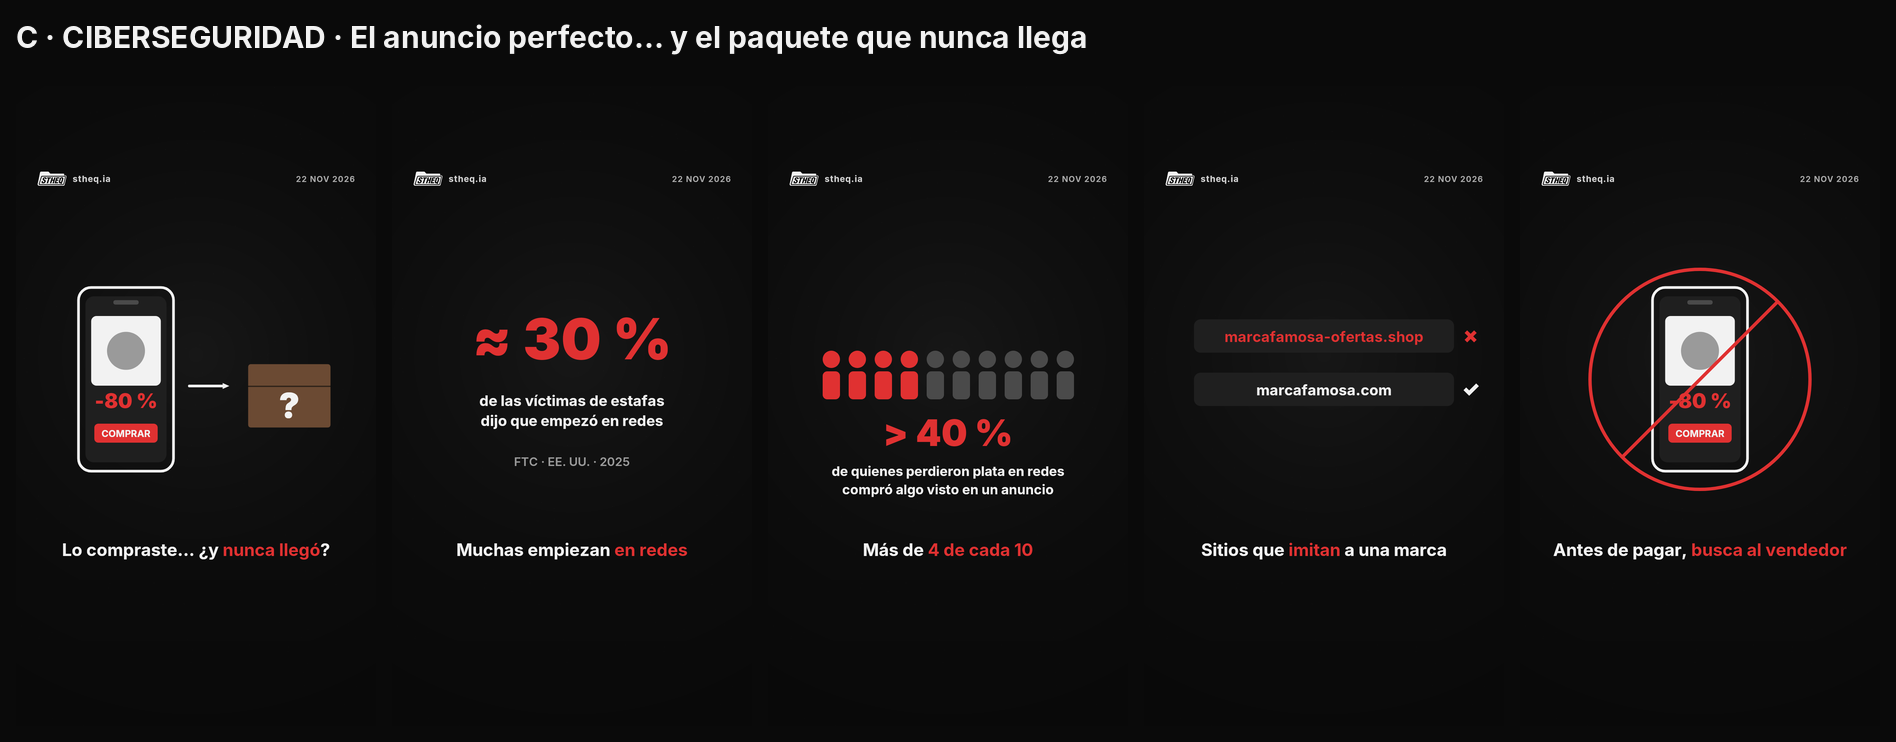 C · CIBERSEGURIDAD · El anuncio perfecto... y el paquete que nunca llega
STHEQ stheq.ia
22 NOV 2026
-80 %
COMPRAR
?
Lo compraste... ¿y nunca llegó?
STHEQ stheq.ia
22 NOV 2026
≈ 30 %
de las víctimas de estafas
dijo que empezó en redes
FTC · EE. UU. · 2025
Muchas empiezan en redes
STHEQ stheq.ia
22 NOV 2026
> 40 %
de quienes perdieron plata en redes
compró algo visto en un anuncio
Más de 4 de cada 10
STHEQ stheq.ia
22 NOV 2026
marcafamosa-ofertas.shop ✖
marcafamosa.com ✔
Sitios que imitan a una marca
STHEQ stheq.ia
22 NOV 2026
-80 %
COMPRAR
Antes de pagar, busca al vendedor